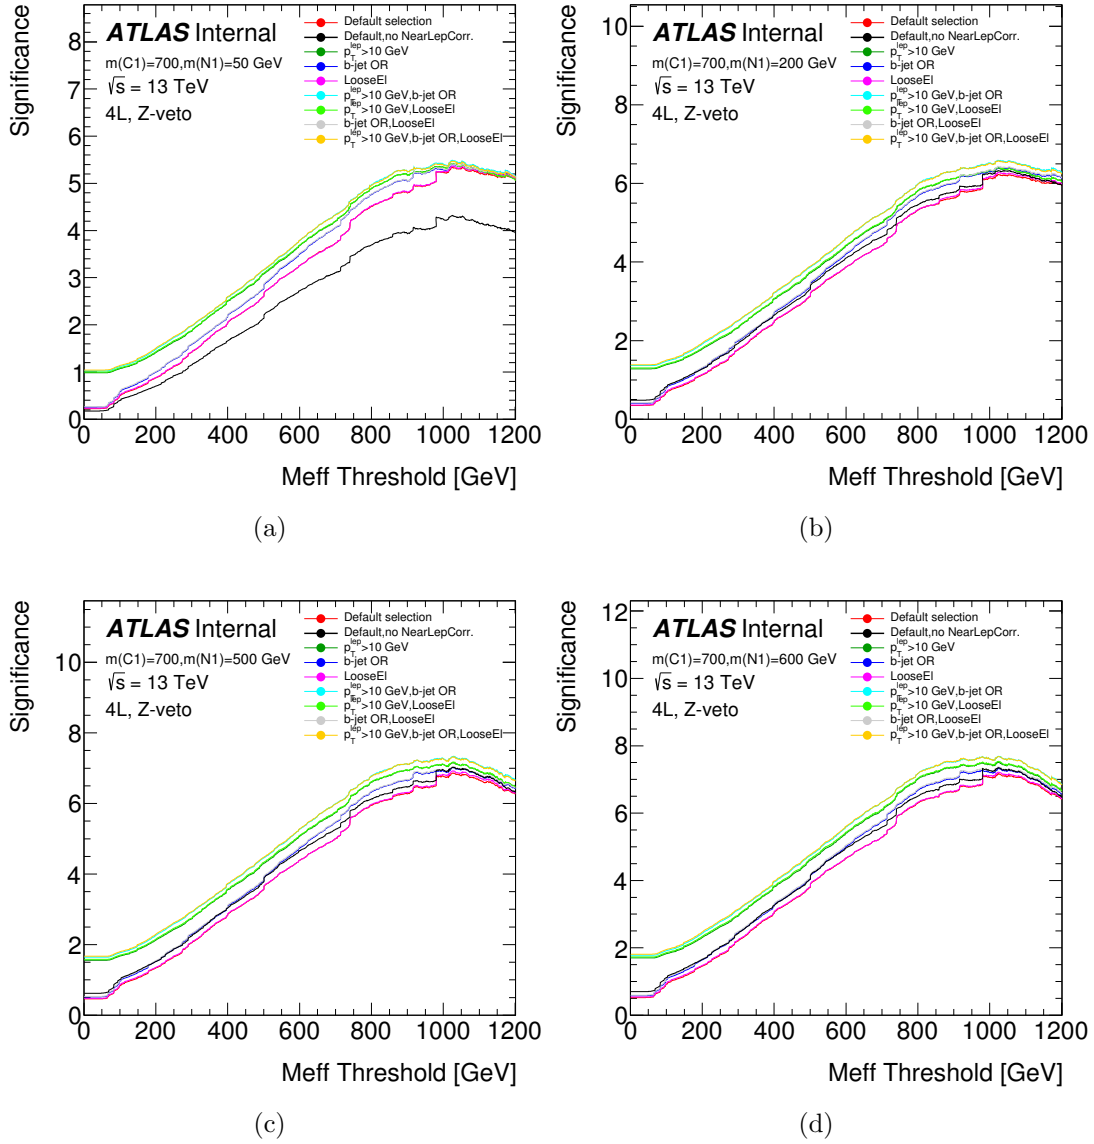 Significance
8
7
6
5
4
3
2
1
0
ATLAS Internal
m(C1)=700,m(N1)=50 GeV
√s = 13 TeV
4L, Z-veto
Default selection
Default,no NearLepCorr.
p_T^lep>10 GeV
b-jet OR
LooseEl
p_T^lep>10 GeV,b-jet OR
p_T^lep>10 GeV,LooseEl
b-jet OR,LooseEl
p_T^lep>10 GeV,b-jet OR,LooseEl
0 200 400 600 800 1000 1200
Meff Threshold [GeV]
(a)
Significance
10
8
6
4
2
0
ATLAS Internal
m(C1)=700,m(N1)=200 GeV
√s = 13 TeV
4L, Z-veto
Default selection
Default,no NearLepCorr.
p_T^lep>10 GeV
b-jet OR
LooseEl
p_T^lep>10 GeV,b-jet OR
p_T^lep>10 GeV,LooseEl
b-jet OR,LooseEl
p_T^lep>10 GeV,b-jet OR,LooseEl
0 200 400 600 800 1000 1200
Meff Threshold [GeV]
(b)
Significance
10
8
6
4
2
0
ATLAS Internal
m(C1)=700,m(N1)=500 GeV
√s = 13 TeV
4L, Z-veto
Default selection
Default,no NearLepCorr.
p_T^lep>10 GeV
b-jet OR
LooseEl
p_T^lep>10 GeV,b-jet OR
p_T^lep>10 GeV,LooseEl
b-jet OR,LooseEl
p_T^lep>10 GeV,b-jet OR,LooseEl
0 200 400 600 800 1000 1200
Meff Threshold [GeV]
(c)
Significance
12
10
8
6
4
2
0
ATLAS Internal
m(C1)=700,m(N1)=600 GeV
√s = 13 TeV
4L, Z-veto
Default selection
Default,no NearLepCorr.
p_T^lep>10 GeV
b-jet OR
LooseEl
p_T^lep>10 GeV,b-jet OR
p_T^lep>10 GeV,LooseEl
b-jet OR,LooseEl
p_T^lep>10 GeV,b-jet OR,LooseEl
0 200 400 600 800 1000 1200
Meff Threshold [GeV]
(d)